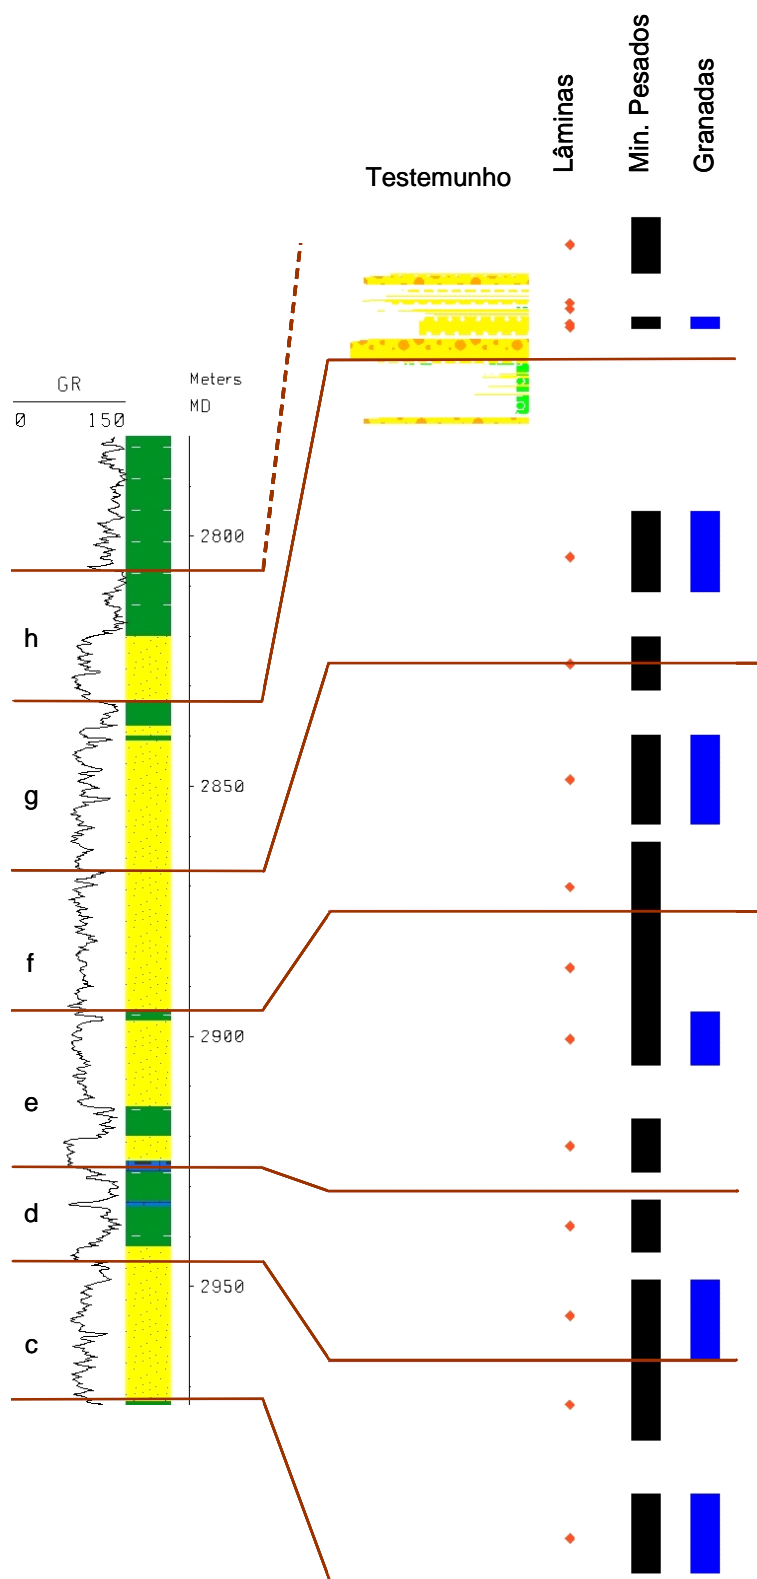 Lâminas
Min. Pesados
Granadas
Testemunho
GR
Meters
MD
0 150
2800
h
2850
g
f
2900
e
d
2950
c